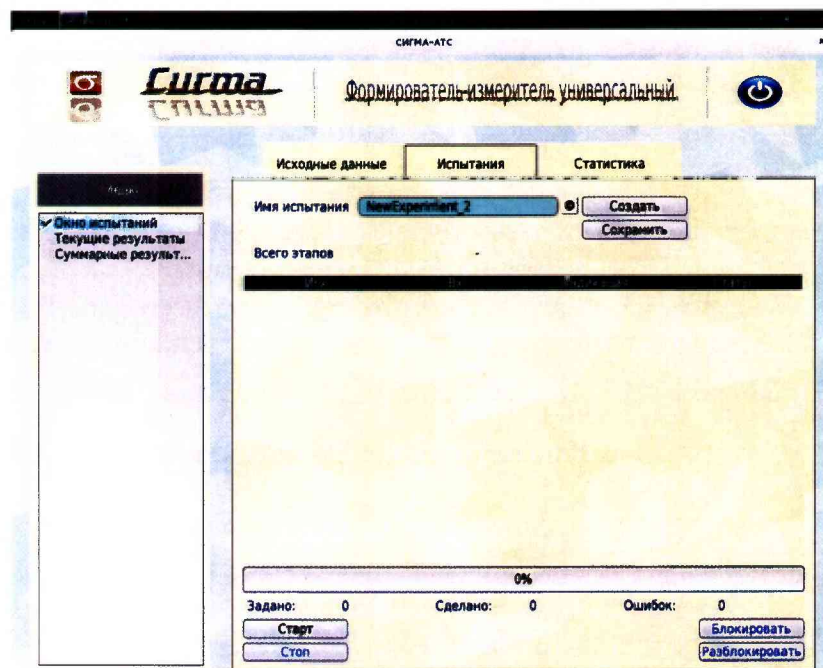 СИГМА-АТС
Сигма
Формирователь-измеритель универсальный
Исходные данные
Испытания
Статистика
Окно испытаний
Текущие результаты
Суммарные результ...
Имя испытания
NewExperiment_2
Создать
Сохранить
Всего этапов
0%
Задано: 0
Сделано: 0
Ошибок: 0
Старт
Блокировать
Стоп
Разблокировать